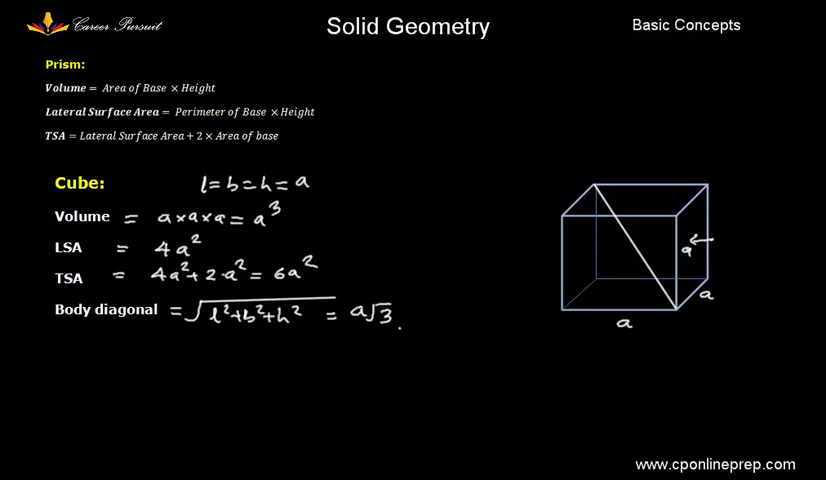 Career Pursuit
Solid Geometry
Basic Concepts
Prism:
Volume = Area of Base × Height
Lateral Surface Area = Perimeter of Base × Height
TSA = Lateral Surface Area + 2 × Area of base
Cube: l = b = h = a
Volume = a × a × a = a³
LSA = 4a²
TSA = 4a² + 2·a² = 6a²
Body diagonal = √(l² + b² + h²) = a√3.
a
a
a
www.cponlineprep.com